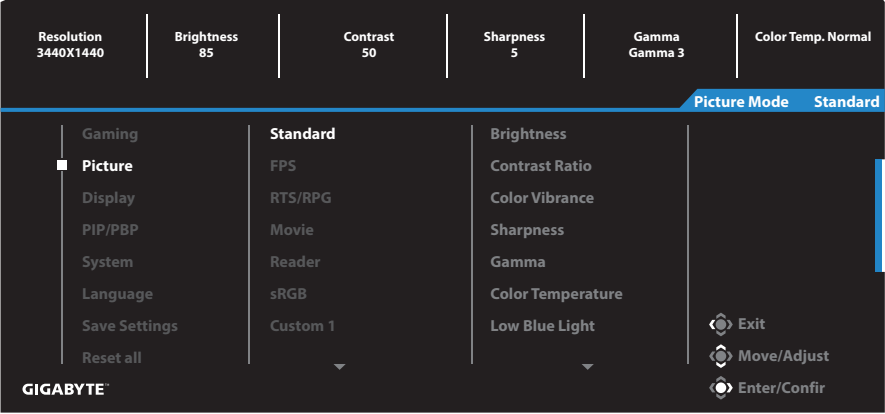 Resolution
3440X1440
Brightness
85
Contrast
50
Sharpness
5
Gamma
Gamma 3
Color Temp. Normal
Picture Mode Standard
Gaming
Picture
Display
PIP/PBP
System
Language
Save Settings
Reset all
Standard
FPS
RTS/RPG
Movie
Reader
sRGB
Custom 1
Brightness
Contrast Ratio
Color Vibrance
Sharpness
Gamma
Color Temperature
Low Blue Light
Exit
Move/Adjust
Enter/Confir
GIGABYTE™